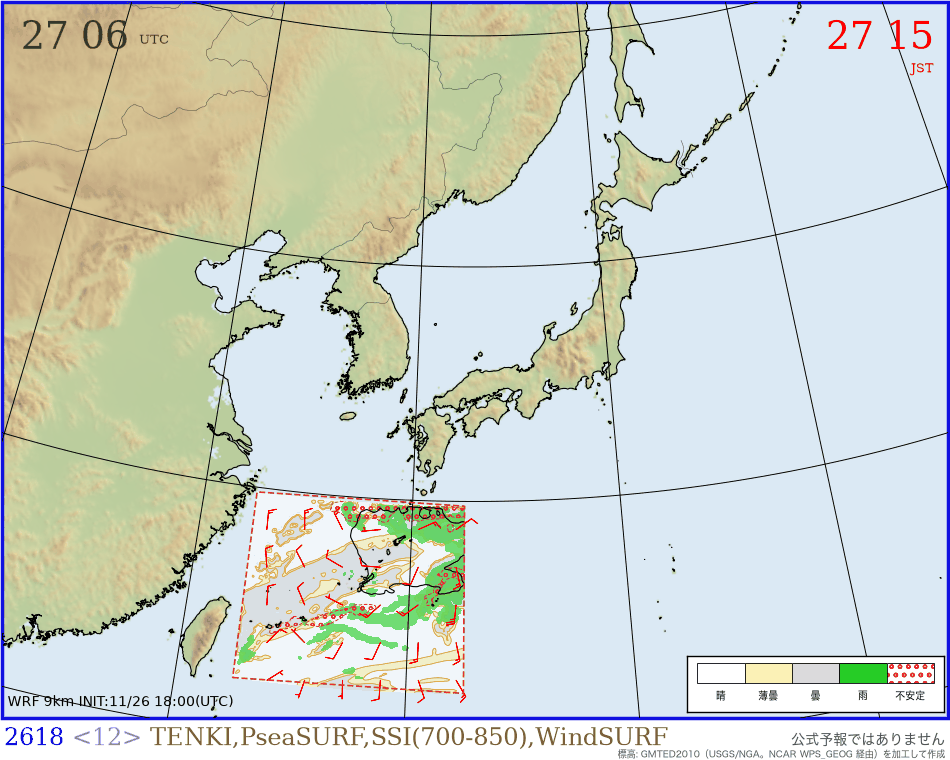 27 06 UTC
27 15
JST
晴 薄曇 曇 雨 不安定
WRF 9km INIT:11/26 18:00(UTC)
2618 <12> TENKI,PseaSURF,SSI(700-850),WindSURF
公式予報ではありません
標高: GMTED2010（USGS/NGA。NCAR WPS_GEOG 経由）を加工して作成